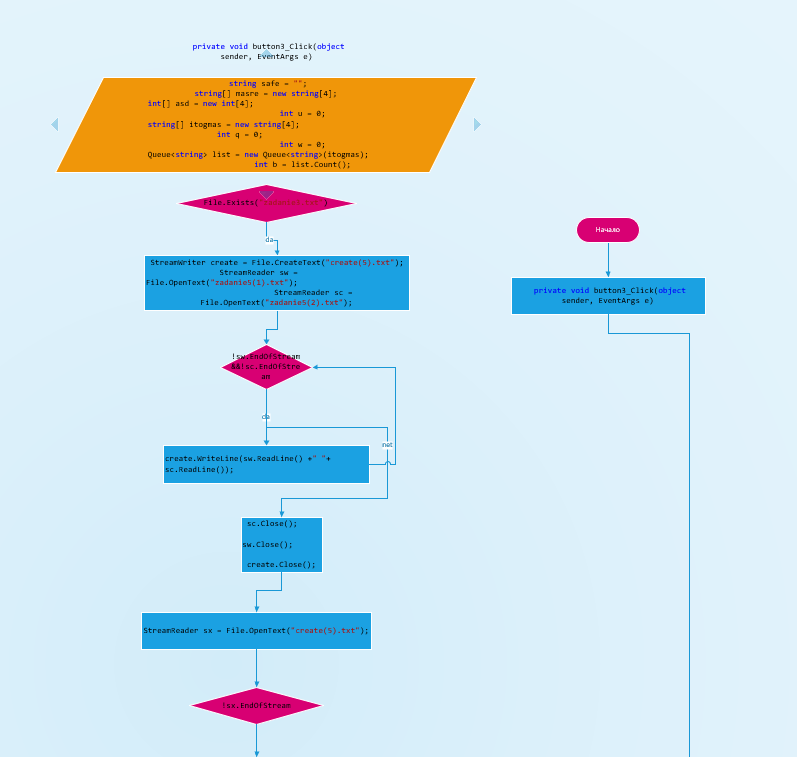 private void button3_Click(object
sender, EventArgs e)
string safe = "";
string[] masre = new string[4];
int[] asd = new int[4];
int u = 0;
string[] itogmas = new string[4];
int q = 0;
int w = 0;
Queue<string> list = new Queue<string>(itogmas);
int b = list.Count();
File.Exists(
da
StreamWriter create = File.CreateText("create(5).txt");
StreamReader sw =
File.OpenText("zadanie5(1).txt");
StreamReader sc =
File.OpenText("zadanie5(2).txt");
!sw.EndOfStream
&&!sc.EndOfStre
am
da
net
create.WriteLine(sw.ReadLine() +" "+
sc.ReadLine());
sc.Close();
sw.Close();
create.Close();
StreamReader sx = File.OpenText("create(5).txt");
!sx.EndOfStream
Начало
private void button3_Click(object
sender, EventArgs e)